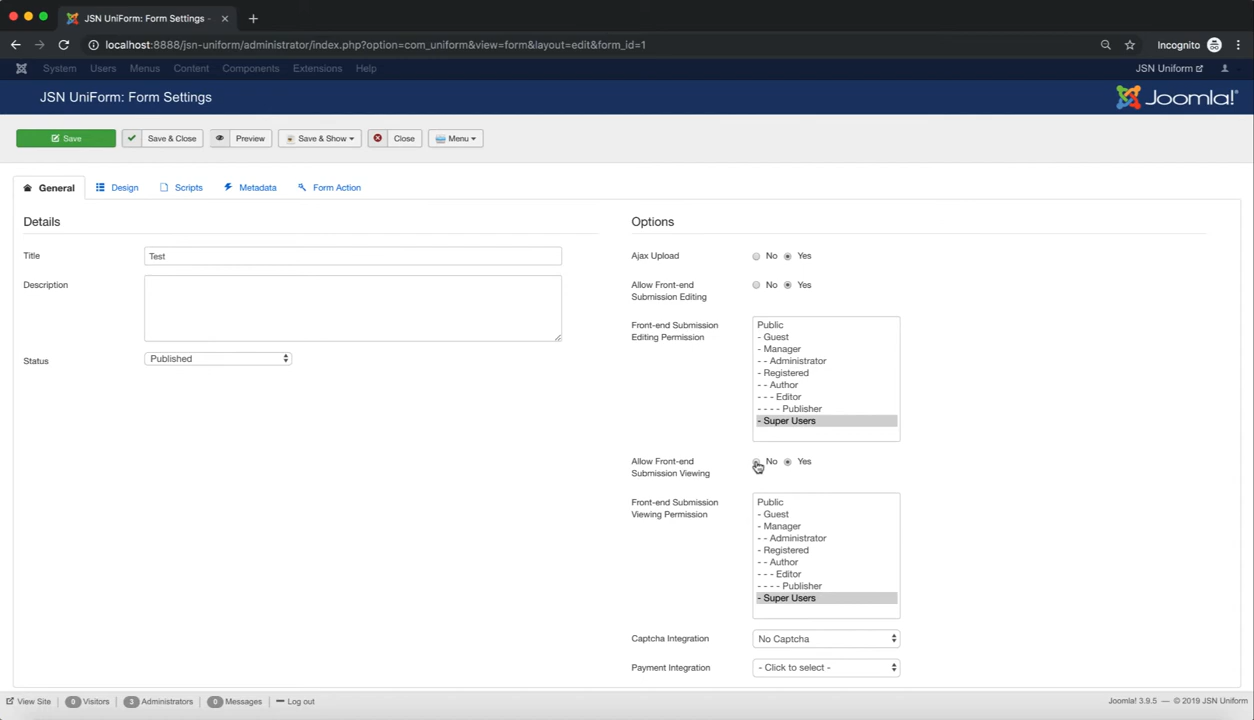 JSN UniForm: Form Settings -
localhost:8888/jsn-uniform/administrator/index.php?option=com_uniform&view=form&layout=edit&form_id=1
Incognito
System Users Menus Content Components Extensions Help
JSN Uniform
JSN UniForm: Form Settings
Joomla!®
Save
Save & Close
Preview
Save & Show
Close
Menu
General
Design
Scripts
Metadata
Form Action
Details
Title
Test
Description
Status
Published
Options
Ajax Upload
No Yes
Allow Front-end
Submission Editing
No Yes
Front-end Submission
Editing Permission
Public
- Guest
- Manager
- - Administrator
- Registered
- - Author
- - - Editor
- - - - Publisher
- Super Users
Allow Front-end
Submission Viewing
No Yes
Front-end Submission
Viewing Permission
Public
- Guest
- Manager
- - Administrator
- Registered
- - Author
- - - Editor
- - - - Publisher
- Super Users
Captcha Integration
No Captcha
Payment Integration
- Click to select -
View Site
0 Visitors
3 Administrators
0 Messages
Log out
Joomla! 3.9.5 — © 2019 JSN Uniform